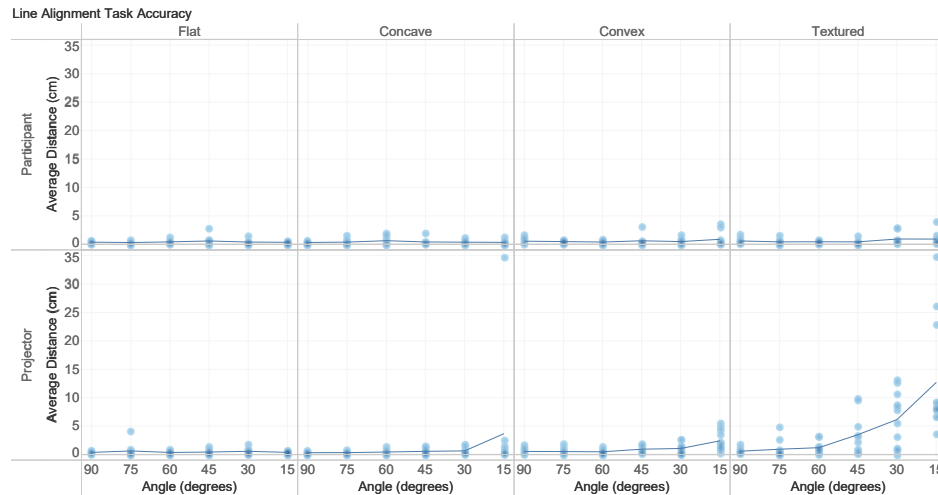 Line Alignment Task Accuracy
Flat Concave Convex Textured
Participant
Average Distance (cm)
35
30
25
20
15
10
5
0
Projector
Average Distance (cm)
35
30
25
20
15
10
5
0
90 75 60 45 30 15 90 75 60 45 30 15 90 75 60 45 30 15 90 75 60 45 30
Angle (degrees) Angle (degrees) Angle (degrees) Angle (degrees)